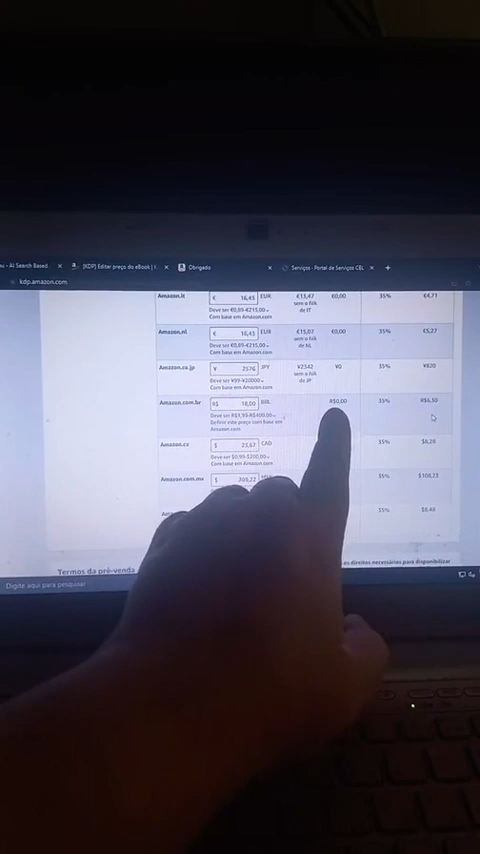 AI Search Based
[KDP] Editar preço do eBook | I
Obrigado
Serviços - Portal de Serviços CBL
kdp.amazon.com
Amazon.it € 16,45 EUR €13,47 €0,00 35% €4,71
Deve ser €0,89-€215,00
sem o IVA
Com base em Amazon.com
de IT
Amazon.nl € 16,45 EUR €15,07 €0,00 35% €5,27
Deve ser €0,89-€215,00
sem o IVA
Com base em Amazon.com
de NL
Amazon.co.jp ¥ 2576 JPY ¥2342 ¥0 35% ¥820
Deve ser ¥99-¥20000
sem o IVA
Com base em Amazon.com
de JP
Amazon.com.br R$ 18,00 BRL R$0,00 35% R$6,30
Deve ser R$1,99-R$400,00
Definir este preço com base em
Amazon.com
Amazon.ca $ 23,67 CAD 35% $8,28
Deve ser $0,99-$300,00
Com base em Amazon.com
Amazon.com.mx $ 309,22 35% $108,23
35% $8,48
Termos da pré-venda
os direitos necessários para disponibilizar
Digite aqui para pesquisar